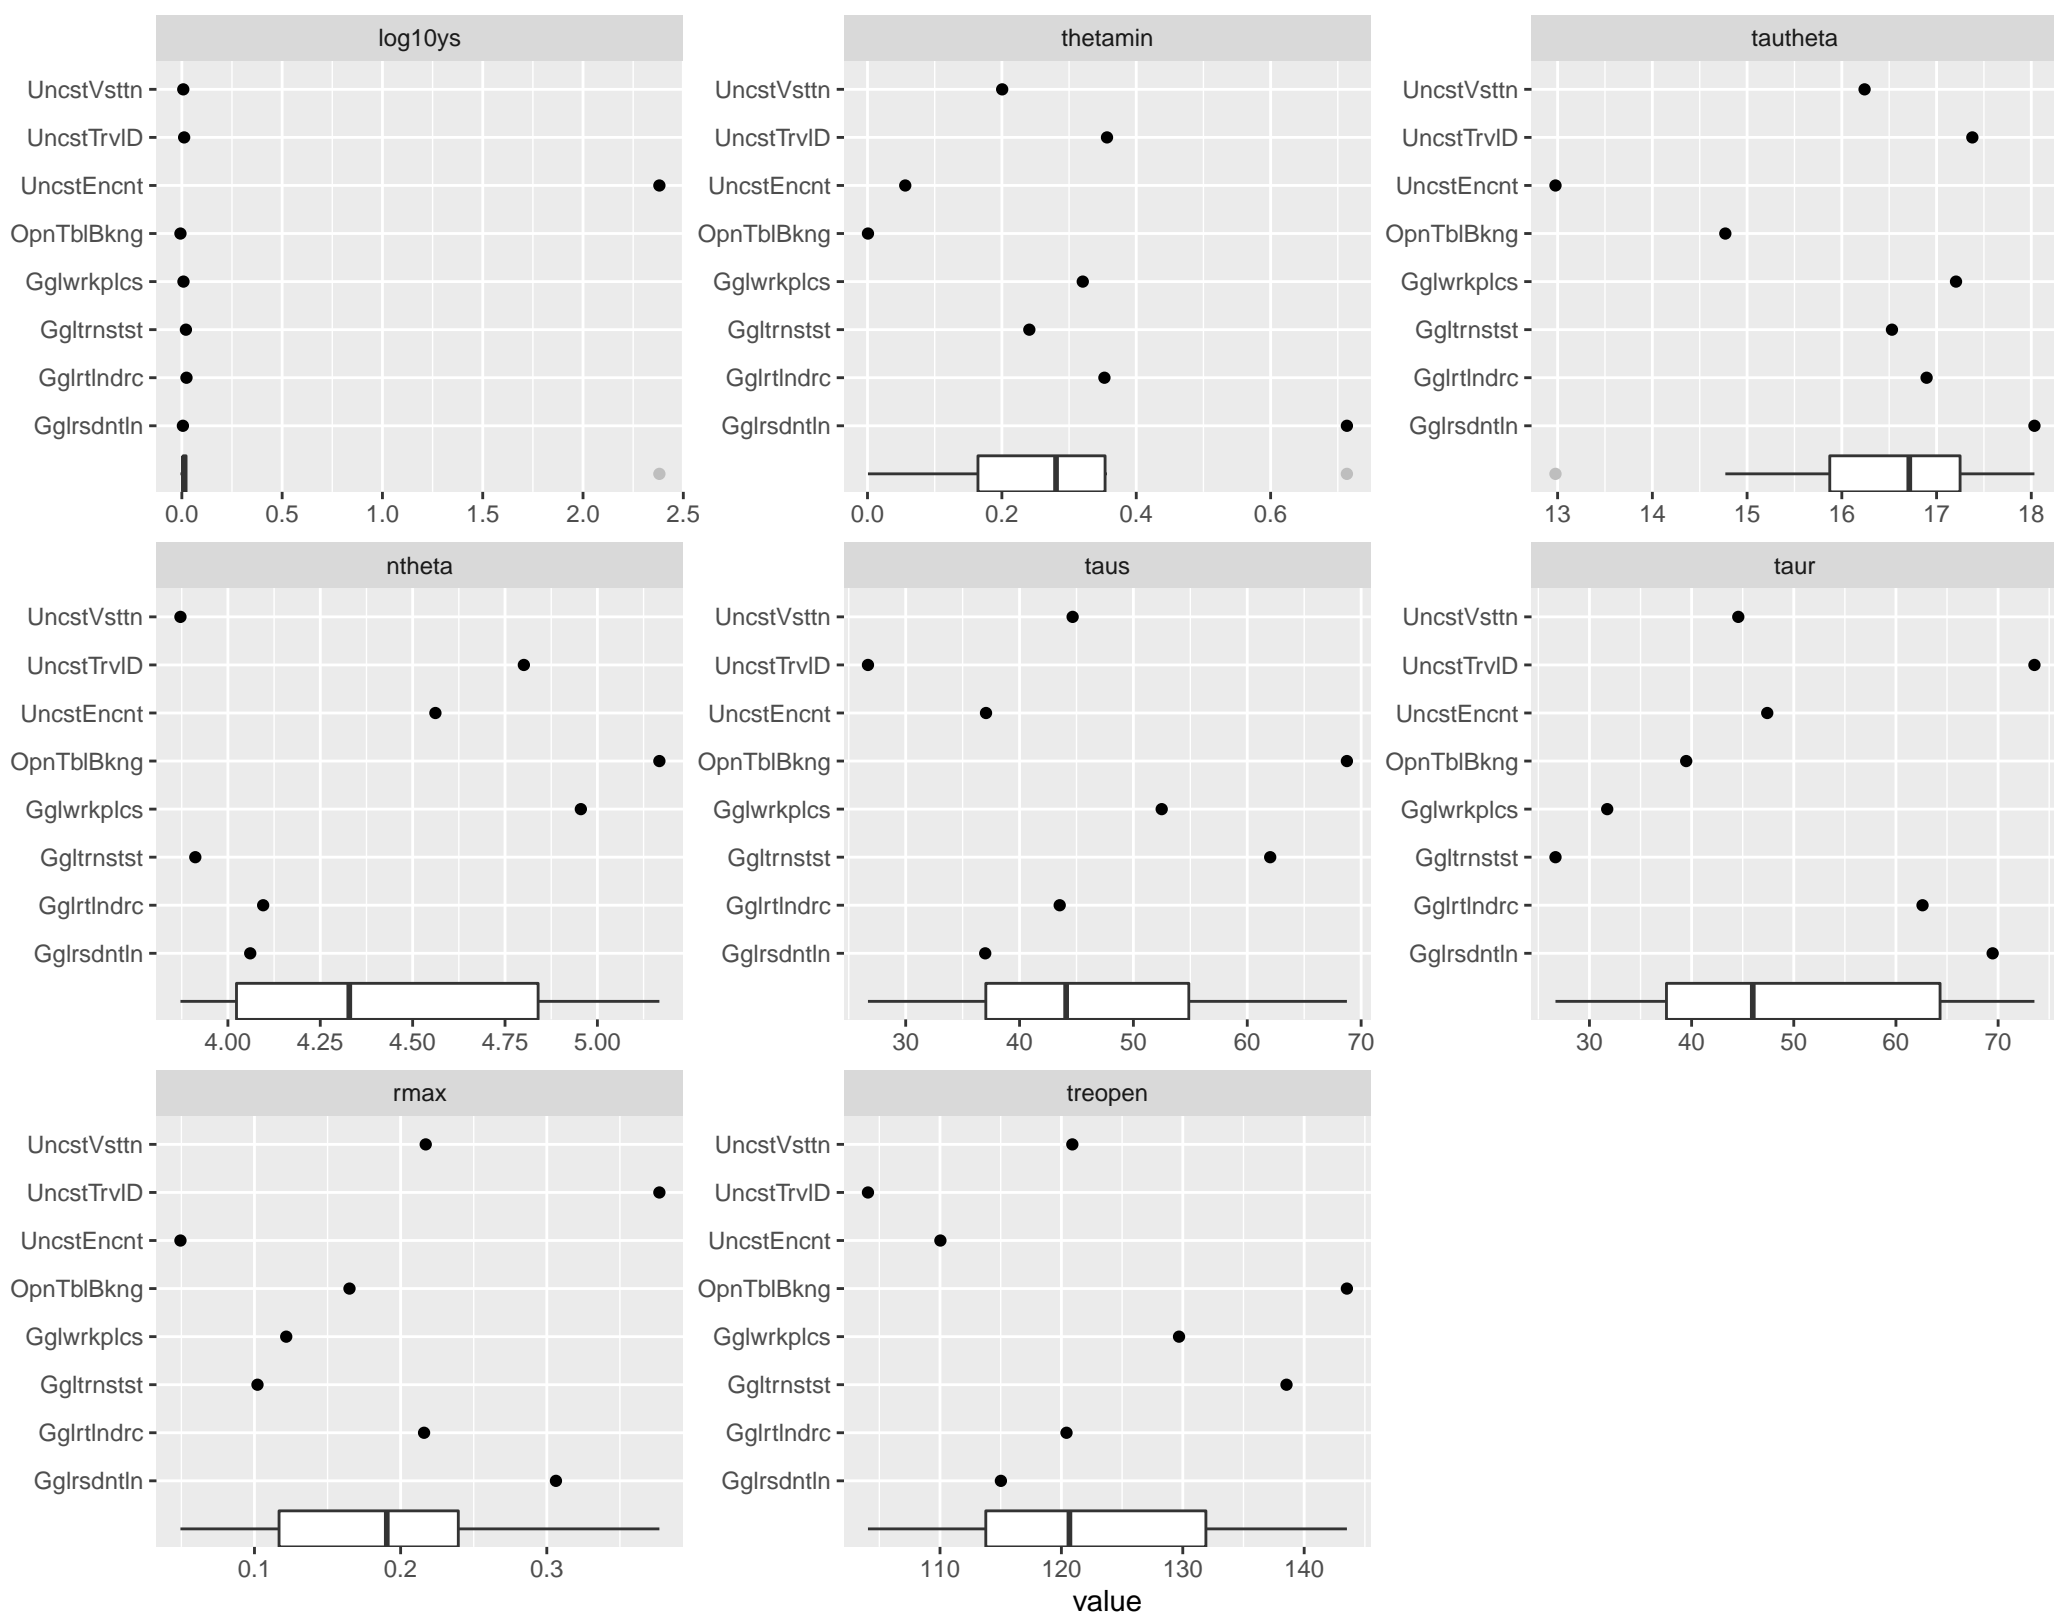 log10ys
UncstVsttn
UncstTrvlD
UncstEncnt
OpnTblBkng
Gglwrkplcs
Ggltrnstst
Gglrtlndrc
Gglrsdntln
0.0 0.5 1.0 1.5 2.0 2.5
thetamin
UncstVsttn
UncstTrvlD
UncstEncnt
OpnTblBkng
Gglwrkplcs
Ggltrnstst
Gglrtlndrc
Gglrsdntln
0.0 0.2 0.4 0.6
tautheta
UncstVsttn
UncstTrvlD
UncstEncnt
OpnTblBkng
Gglwrkplcs
Ggltrnstst
Gglrtlndrc
Gglrsdntln
13 14 15 16 17 18
ntheta
UncstVsttn
UncstTrvlD
UncstEncnt
OpnTblBkng
Gglwrkplcs
Ggltrnstst
Gglrtlndrc
Gglrsdntln
4.00 4.25 4.50 4.75 5.00
taus
UncstVsttn
UncstTrvlD
UncstEncnt
OpnTblBkng
Gglwrkplcs
Ggltrnstst
Gglrtlndrc
Gglrsdntln
30 40 50 60 70
taur
UncstVsttn
UncstTrvlD
UncstEncnt
OpnTblBkng
Gglwrkplcs
Ggltrnstst
Gglrtlndrc
Gglrsdntln
30 40 50 60 70
rmax
UncstVsttn
UncstTrvlD
UncstEncnt
OpnTblBkng
Gglwrkplcs
Ggltrnstst
Gglrtlndrc
Gglrsdntln
0.1 0.2 0.3
treopen
UncstVsttn
UncstTrvlD
UncstEncnt
OpnTblBkng
Gglwrkplcs
Ggltrnstst
Gglrtlndrc
Gglrsdntln
110 120 130 140
value